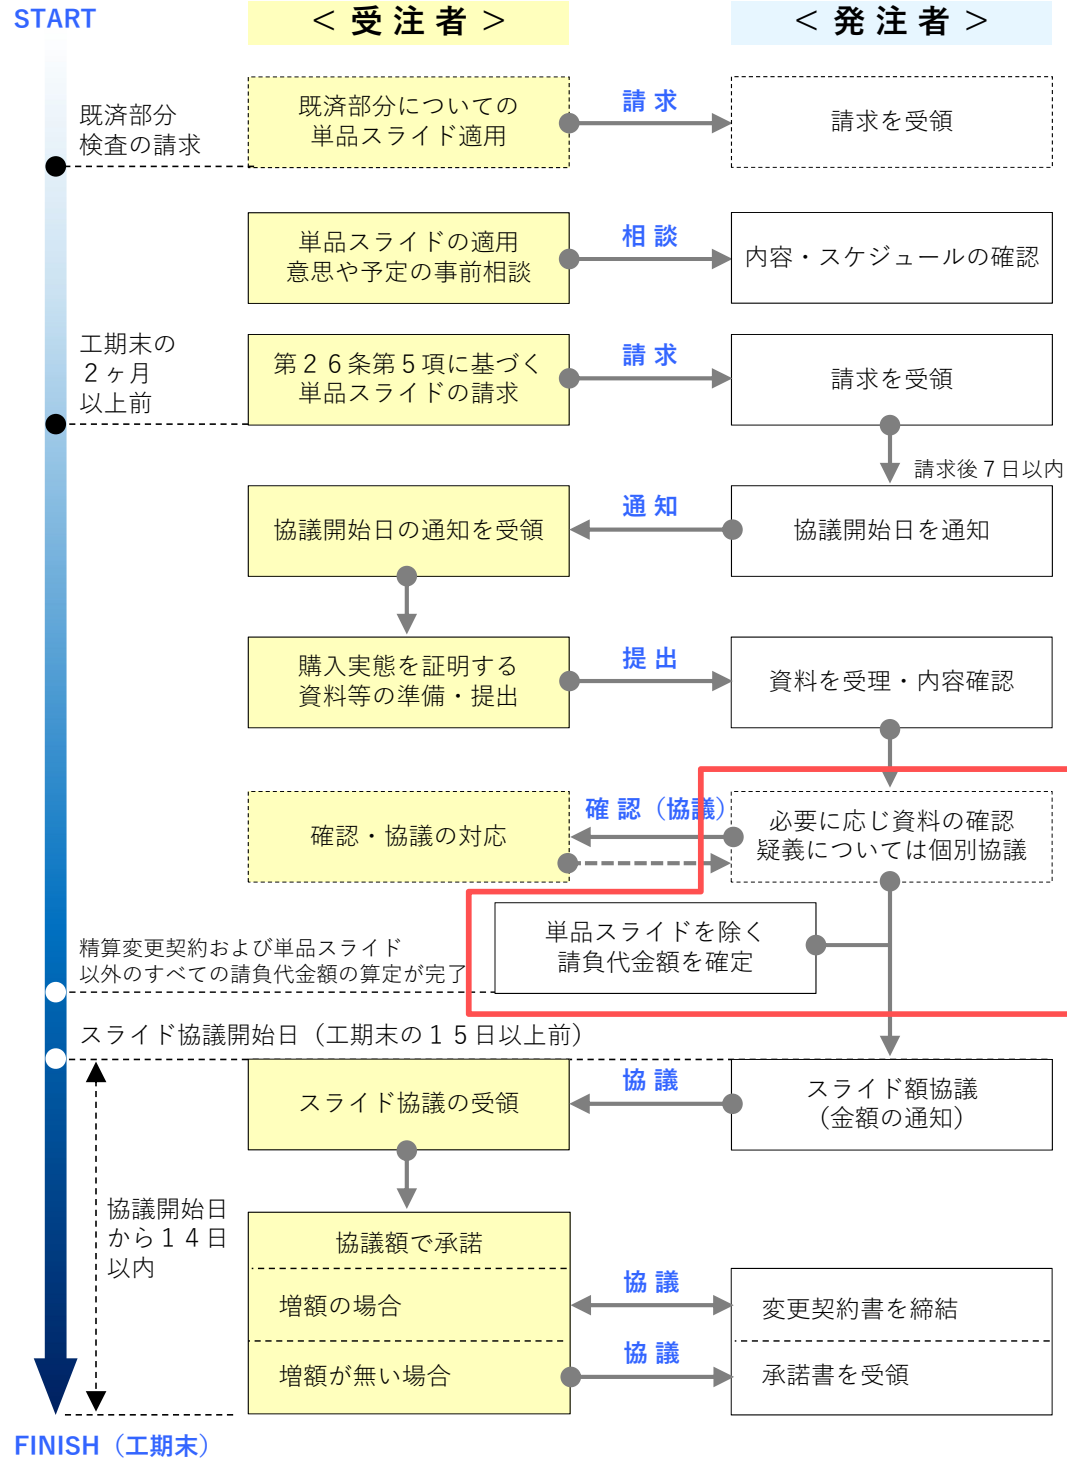 START
＜ 受 注 者 ＞
＜ 発 注 者 ＞
既済部分
検査の請求
既済部分についての
単品スライド適用
請 求
請求を受領
単品スライドの適用
意思や予定の事前相談
相 談
内容・スケジュールの確認
工期末の
２ヶ月
以上前
第２６条第５項に基づく
単品スライドの請求
請 求
請求を受領
請求後７日以内
協議開始日の通知を受領
通 知
協議開始日を通知
購入実態を証明する
資料等の準備・提出
提 出
資料を受理・内容確認
確認・協議の対応
確 認（協議）
必要に応じ資料の確認
疑義については個別協議
単品スライドを除く
請負代金額を確定
精算変更契約および単品スライド
以外のすべての請負代金額の算定が完了
スライド協議開始日（工期末の１５日以上前）
スライド協議の受領
協 議
スライド額協議
（金額の通知）
協議開始日
から１４日
以内
協議額で承諾
増額の場合
協 議
変更契約書を締結
増額が無い場合
協 議
承諾書を受領
FINISH（工期末）